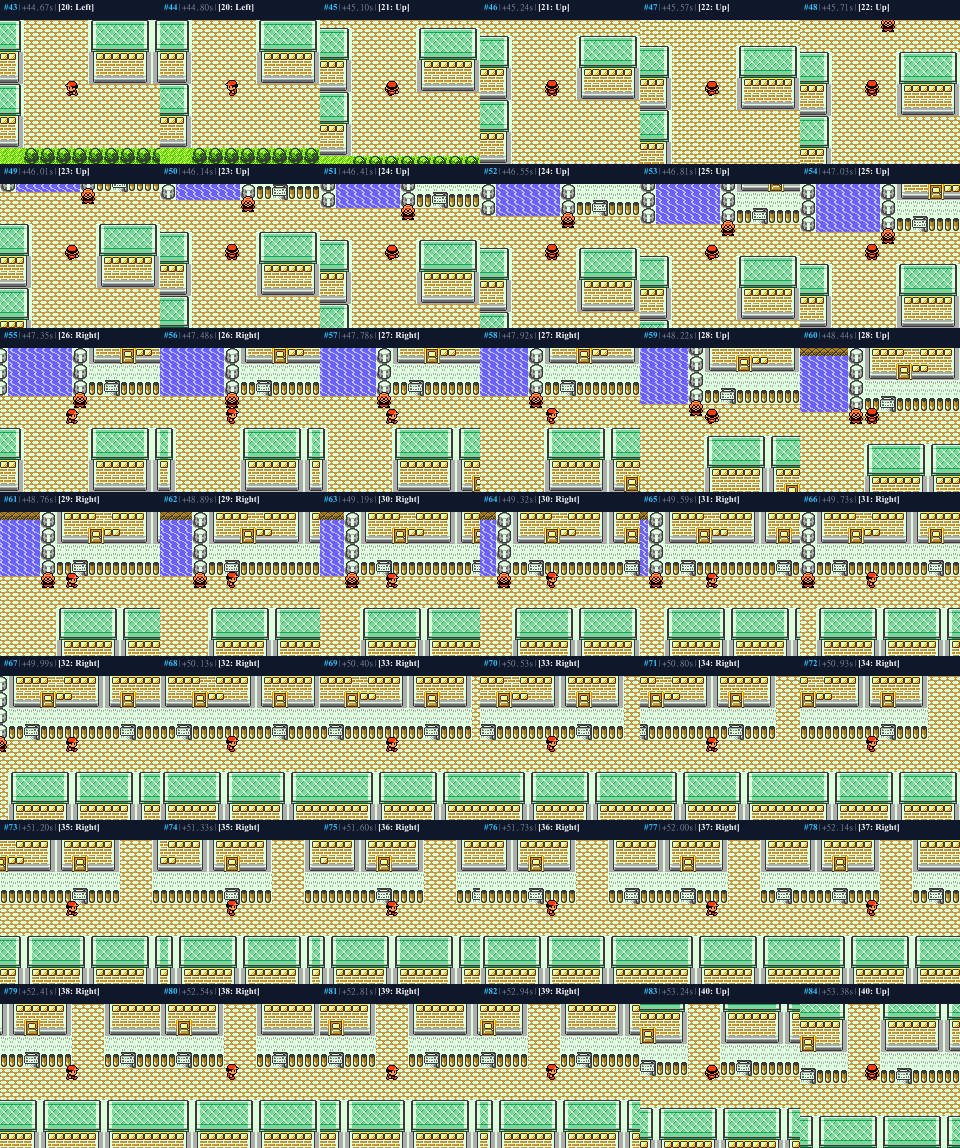 #43|+44.67s| [20: Left] #44|+44.80s| [20: Left] #45|+45.10s| [21: Up] #46|+45.24s| [21: Up] #47|+45.57s| [22: Up] #48|+45.71s| [22: Up]
#49|+46.01s| [23: Up] #50|+46.14s| [23: Up] #51|+46.41s| [24: Up] #52|+46.55s| [24: Up] #53|+46.81s| [25: Up] #54|+47.03s| [25: Up]
#55|+47.35s| [26: Right] #56|+47.48s| [26: Right] #57|+47.78s| [27: Right] #58|+47.92s| [27: Right] #59|+48.22s| [28: Up] #60|+48.44s| [28: Up]
#61|+48.76s| [29: Right] #62|+48.89s| [29: Right] #63|+49.19s| [30: Right] #64|+49.32s| [30: Right] #65|+49.59s| [31: Right] #66|+49.73s| [31: Right]
#67|+49.99s| [32: Right] #68|+50.13s| [32: Right] #69|+50.40s| [33: Right] #70|+50.53s| [33: Right] #71|+50.80s| [34: Right] #72|+50.93s| [34: Right]
#73|+51.20s| [35: Right] #74|+51.33s| [35: Right] #75|+51.60s| [36: Right] #76|+51.73s| [36: Right] #77|+52.00s| [37: Right] #78|+52.14s| [37: Right]
#79|+52.41s| [38: Right] #80|+52.54s| [38: Right] #81|+52.81s| [39: Right] #82|+52.94s| [39: Right] #83|+53.24s| [40: Up] #84|+53.38s| [40: Up]